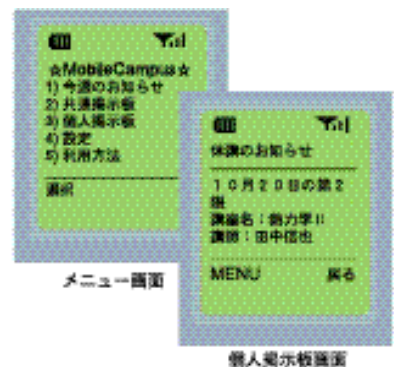 ☆MobileCampus☆
1) 今週のお知らせ
2) 共通掲示板
3) 個人掲示板
4) 設定
5) 利用方法
選択
メニュー画面
休講のお知らせ
10月20日の第2
限
講座名:熱力学II
講師:田中信也
MENU 戻る
個人掲示板画面